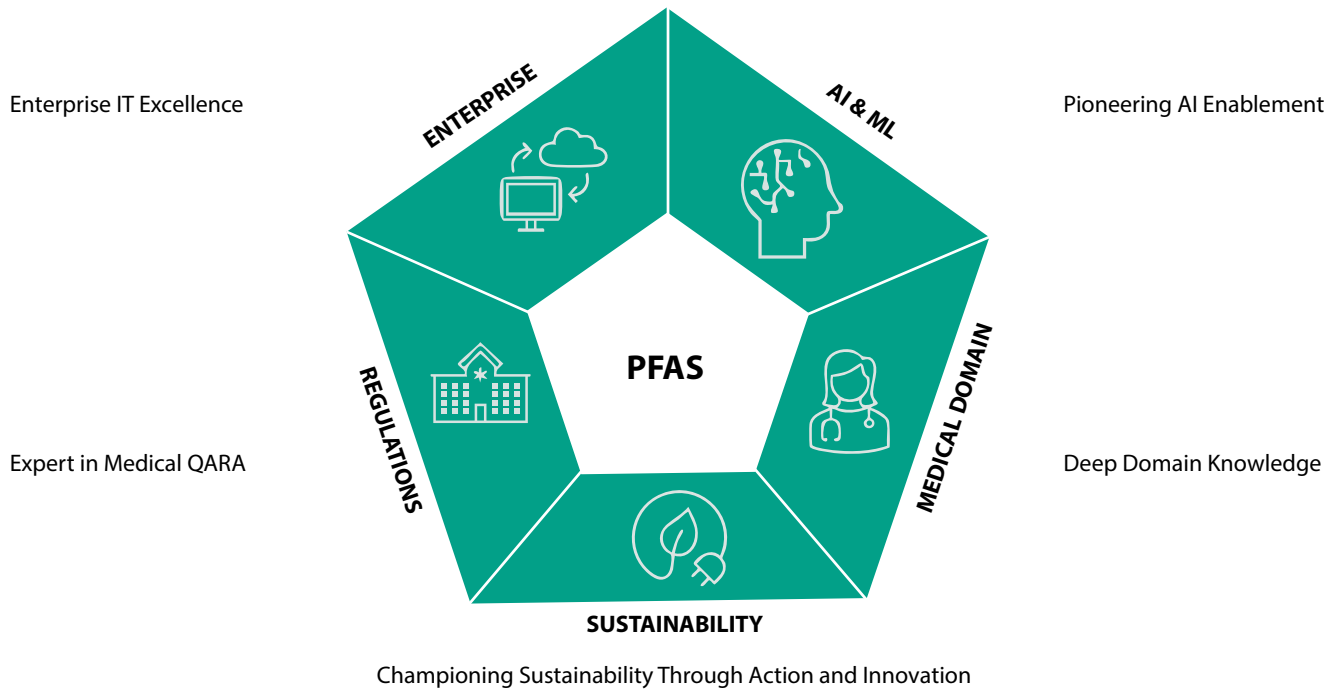 Enterprise IT Excellence
ENTERPRISE
AI & ML
Pioneering AI Enablement
PFAS
REGULATIONS
MEDICAL DOMAIN
Expert in Medical QARA
Deep Domain Knowledge
SUSTAINABILITY
Championing Sustainability Through Action and Innovation